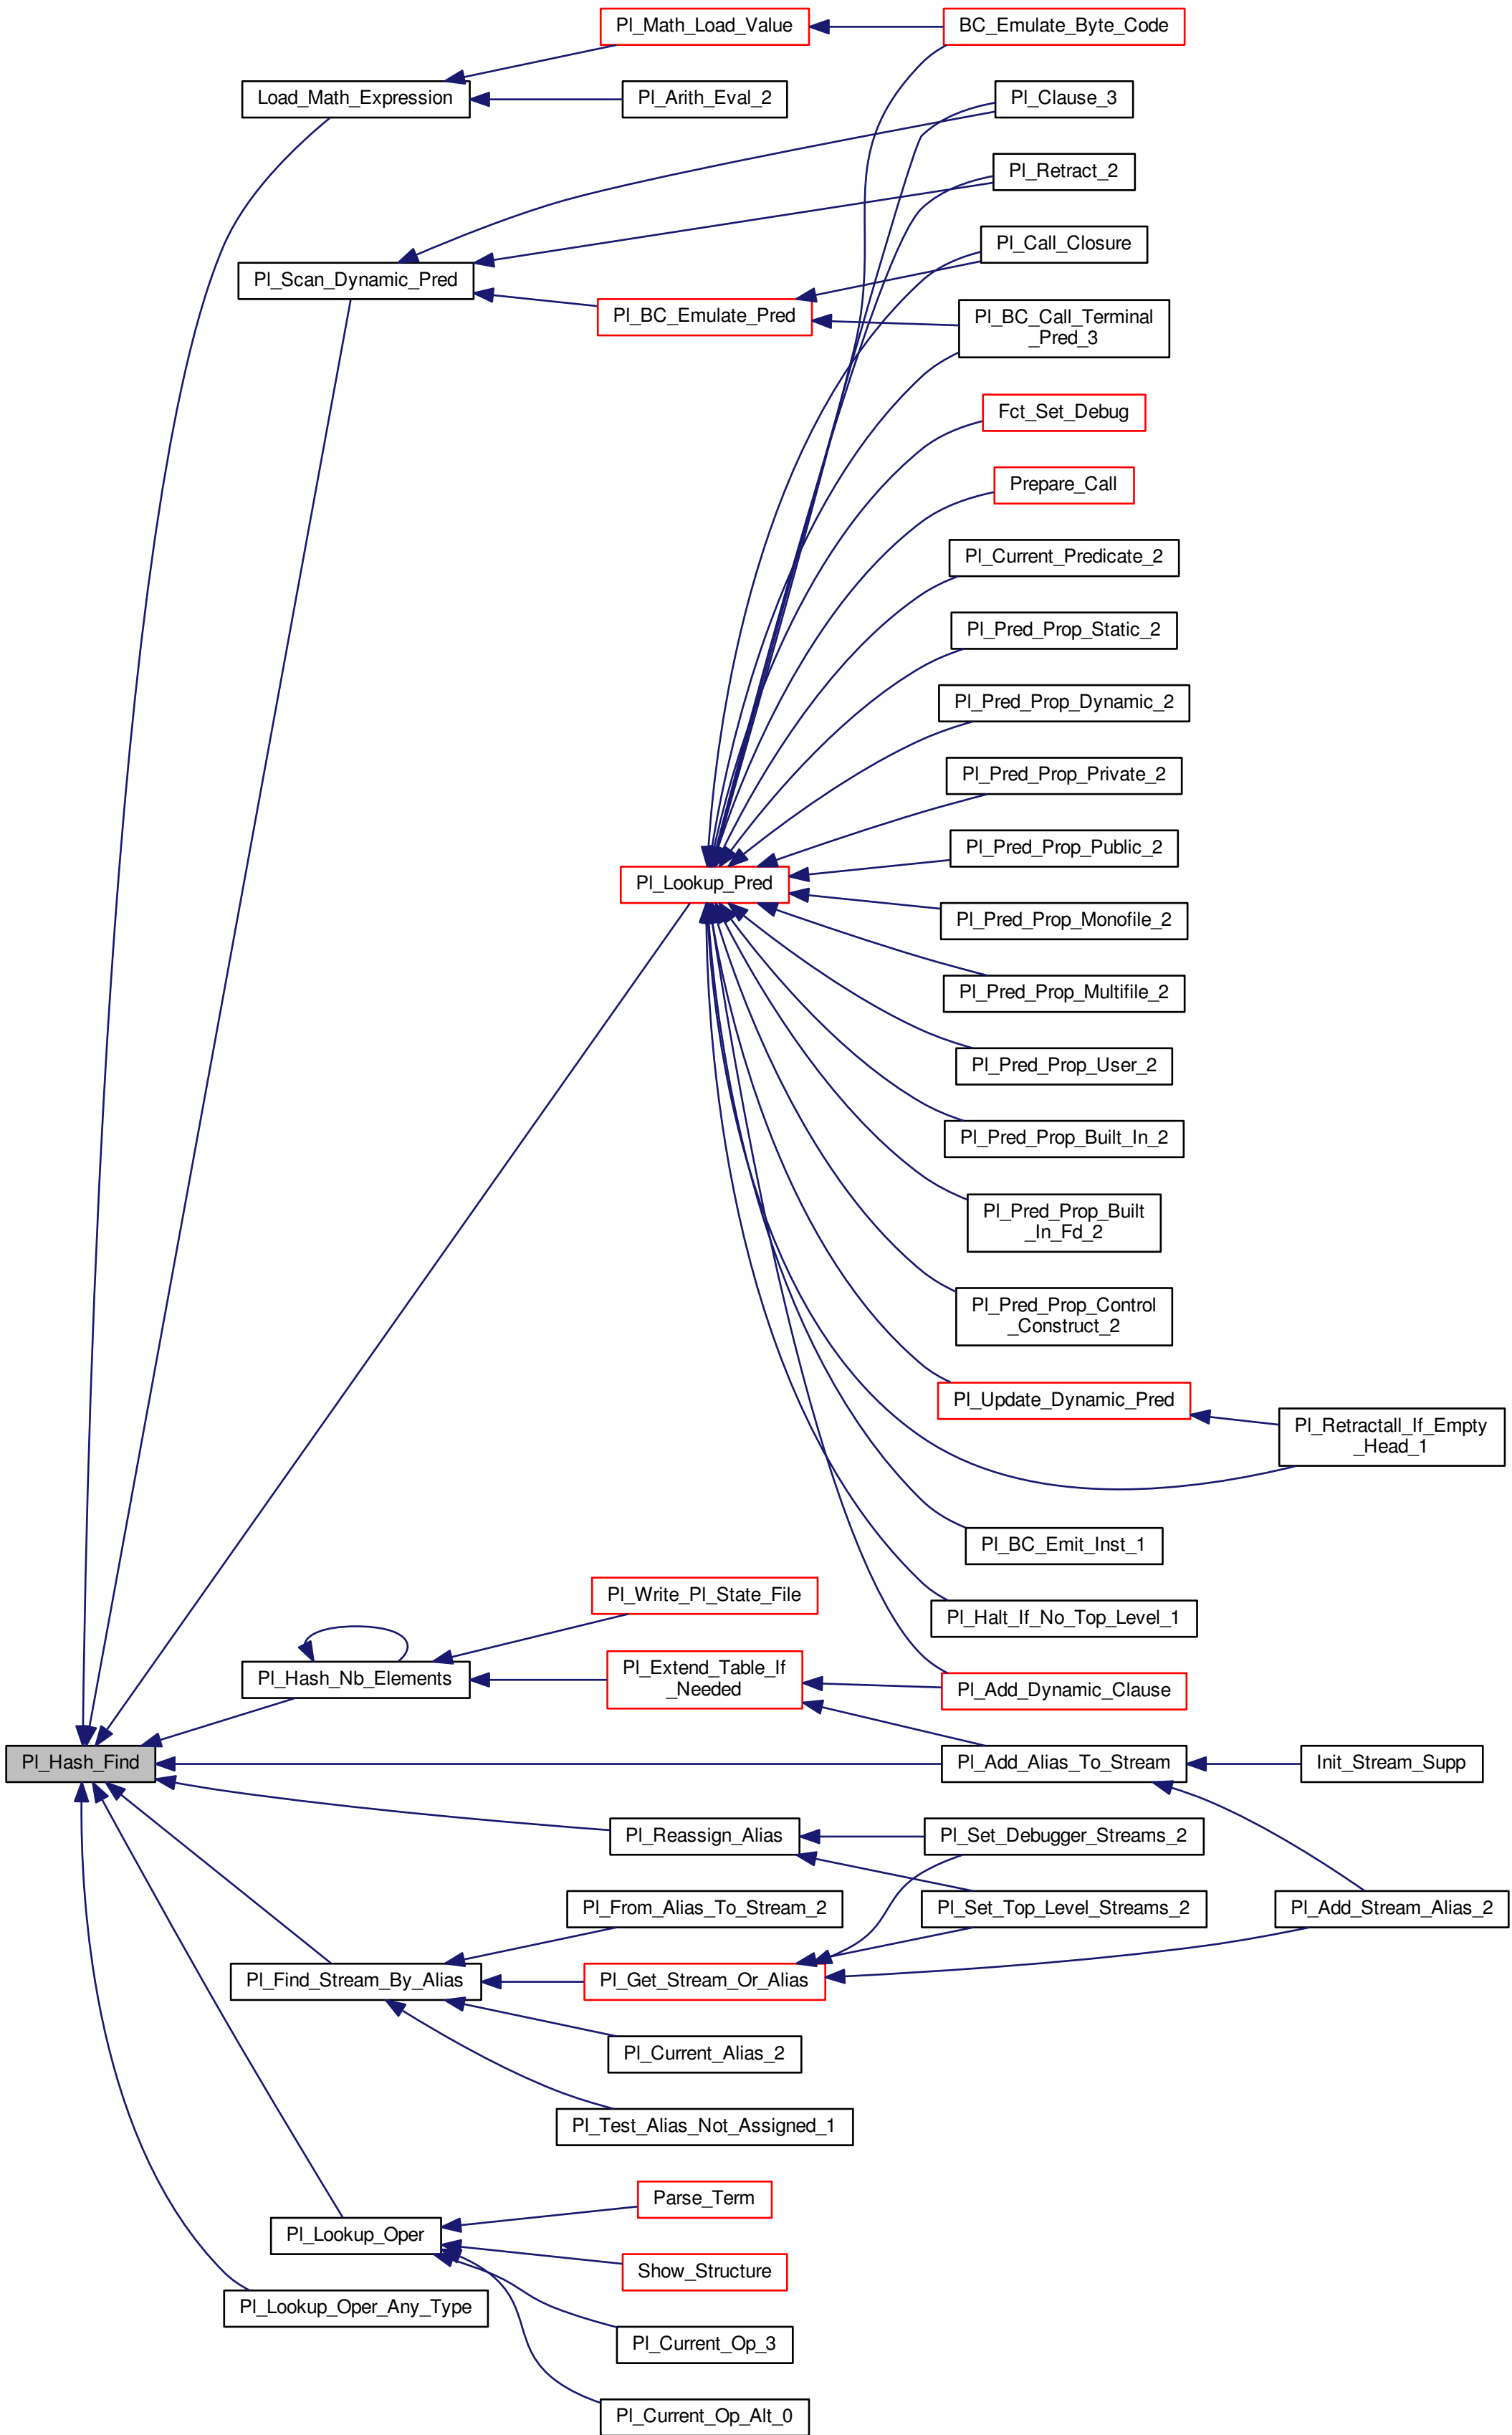 Pl_Math_Load_Value
BC_Emulate_Byte_Code
Load_Math_Expression
Pl_Arith_Eval_2
Pl_Clause_3
Pl_Retract_2
Pl_Call_Closure
Pl_Scan_Dynamic_Pred
Pl_BC_Emulate_Pred
Pl_BC_Call_Terminal
_Pred_3
Fct_Set_Debug
Prepare_Call
Pl_Current_Predicate_2
Pl_Pred_Prop_Static_2
Pl_Pred_Prop_Dynamic_2
Pl_Pred_Prop_Private_2
Pl_Pred_Prop_Public_2
Pl_Lookup_Pred
Pl_Pred_Prop_Monofile_2
Pl_Pred_Prop_Multifile_2
Pl_Pred_Prop_User_2
Pl_Pred_Prop_Built_In_2
Pl_Pred_Prop_Built
_In_Fd_2
Pl_Pred_Prop_Control
_Construct_2
Pl_Update_Dynamic_Pred
Pl_Retractall_If_Empty
_Head_1
Pl_BC_Emit_Inst_1
Pl_Write_Pl_State_File
Pl_Halt_If_No_Top_Level_1
Pl_Hash_Nb_Elements
Pl_Extend_Table_If
_Needed
Pl_Add_Dynamic_Clause
Pl_Hash_Find
Pl_Add_Alias_To_Stream
Init_Stream_Supp
Pl_Reassign_Alias
Pl_Set_Debugger_Streams_2
Pl_From_Alias_To_Stream_2
Pl_Set_Top_Level_Streams_2
Pl_Add_Stream_Alias_2
Pl_Find_Stream_By_Alias
Pl_Get_Stream_Or_Alias
Pl_Current_Alias_2
Pl_Test_Alias_Not_Assigned_1
Parse_Term
Pl_Lookup_Oper
Show_Structure
Pl_Lookup_Oper_Any_Type
Pl_Current_Op_3
Pl_Current_Op_Alt_0